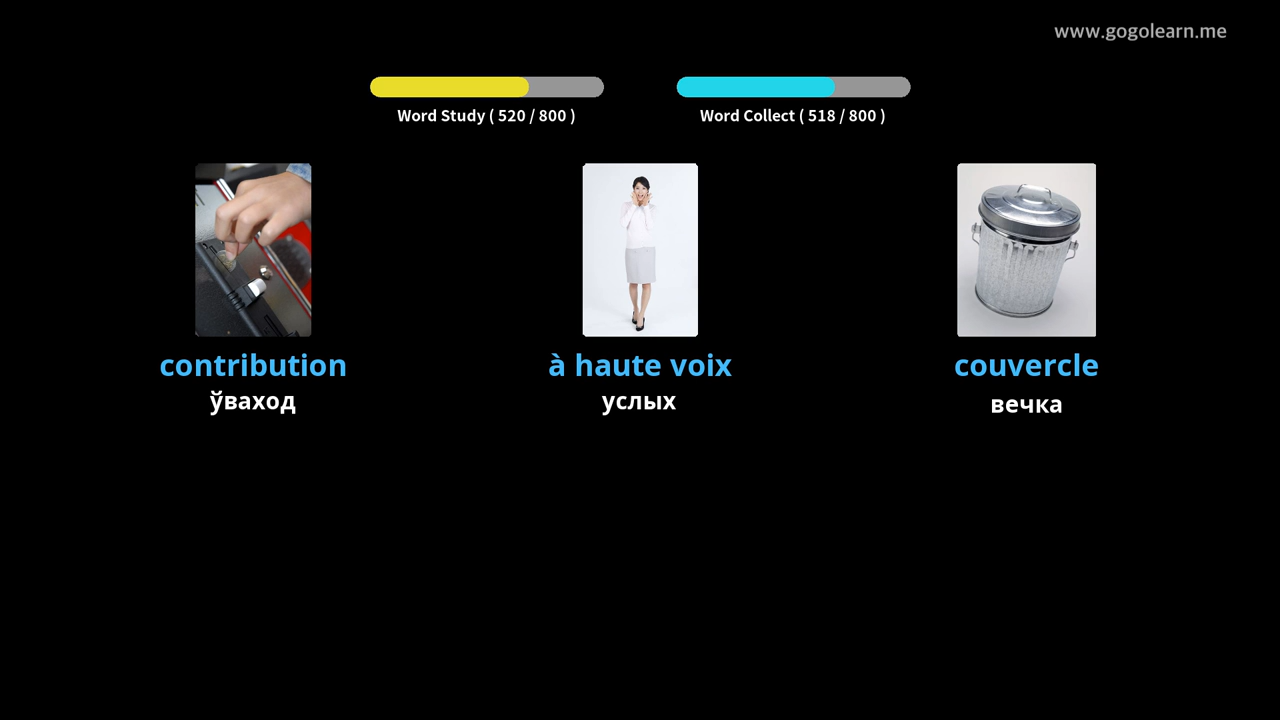 www.gogolearn.me
Word Study ( 520 / 800 )
Word Collect ( 518 / 800 )
contribution
ўваход
à haute voix
услых
couvercle
вечка